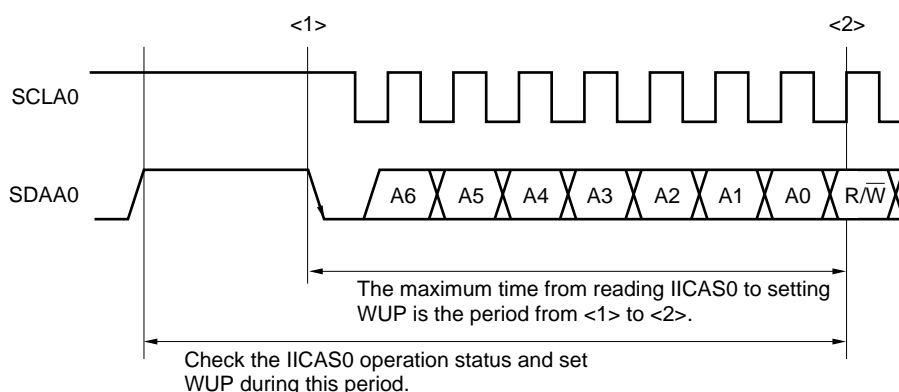 <1> <2>
SCLA0
SDAA0 A6 A5 A4 A3 A2 A1 A0 R/W̅
The maximum time from reading IICAS0 to setting
WUP is the period from <1> to <2>.
Check the IICAS0 operation status and set
WUP during this period.